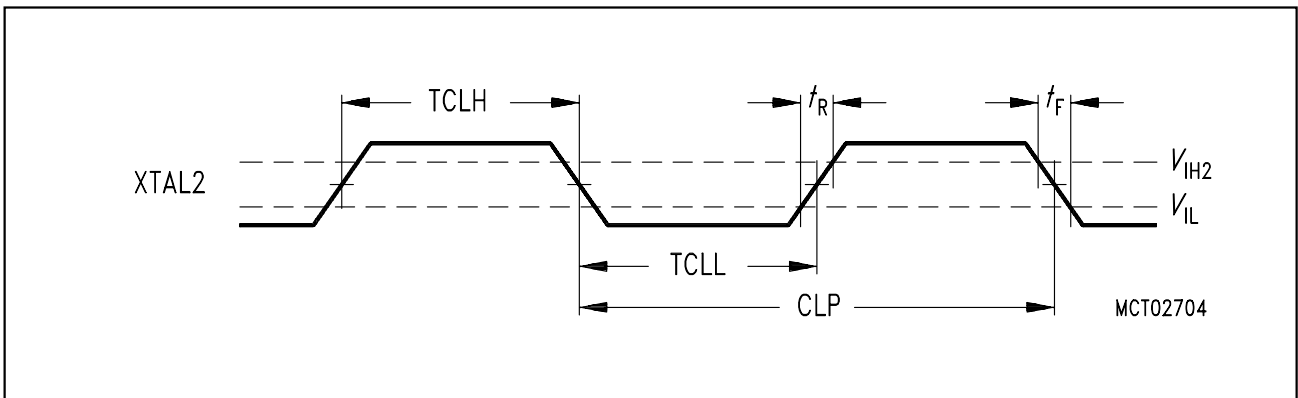 TCLH
tR
tF
XTAL2
VIH2
VIL
TCLL
CLP
MCT02704